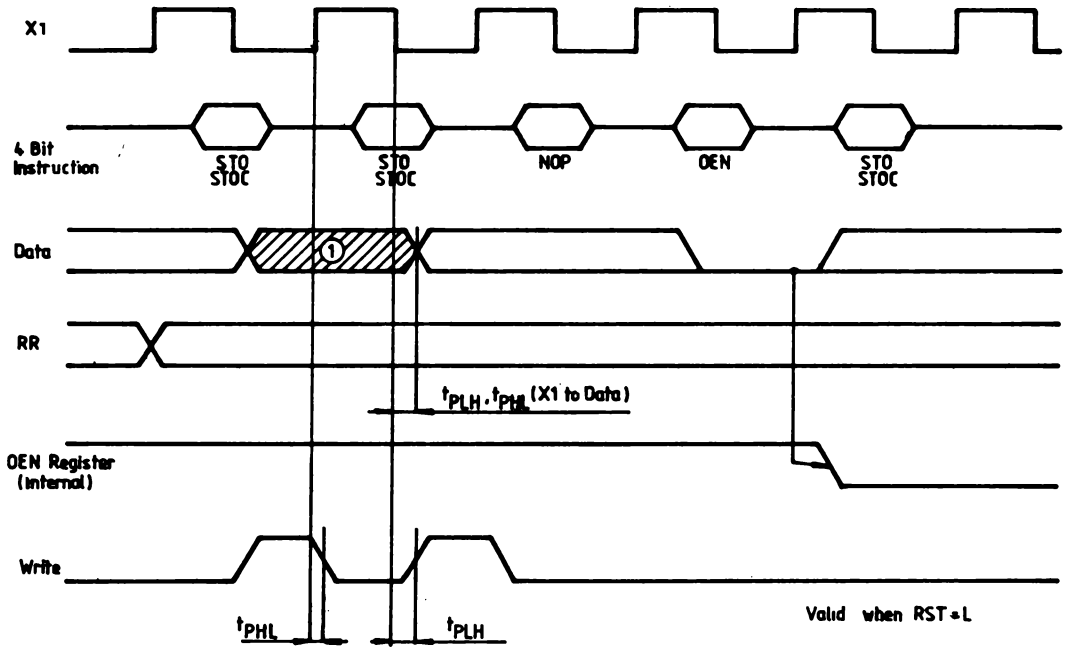 X1
4 Bit
Instruction
STO
STOC
STO
STOC
NOP
OEN
STO
STOC
Data
1
RR
tPLH, tPHL (X1 to Data)
OEN Register
(internal)
Write
tPHL
tPLH
Valid when RST=L